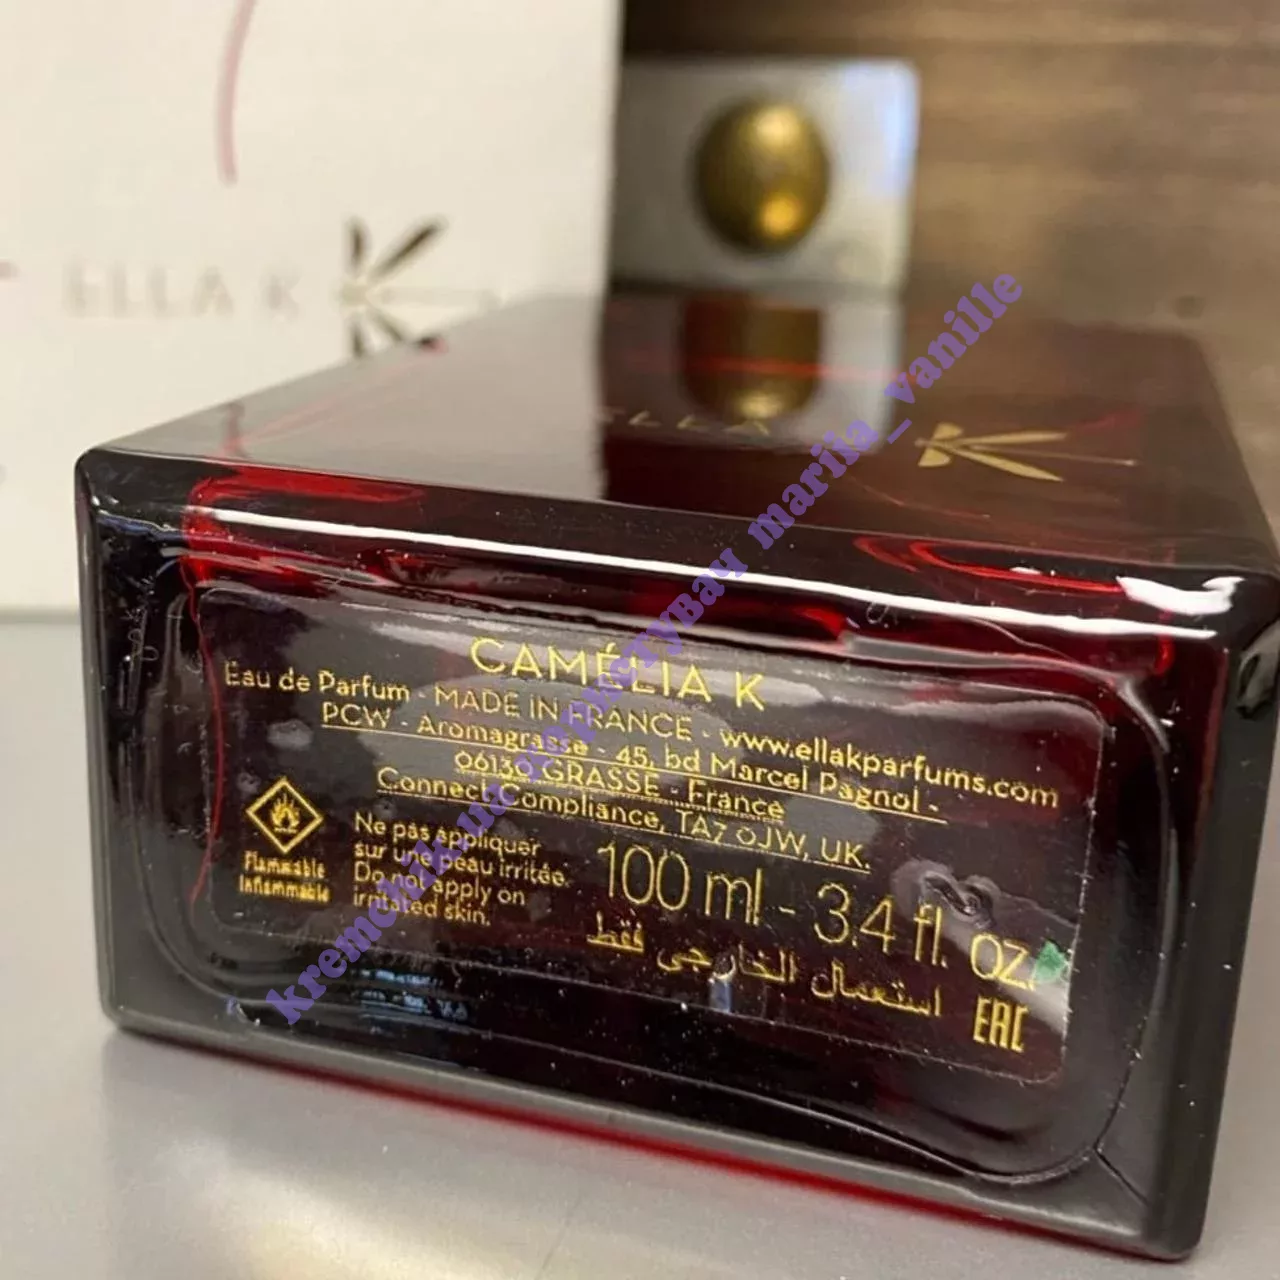 ELLA K
ELLA K
CAMÉLIA K
Eau de Parfum - MADE IN FRANCE - www.ellakparfums.com
PCW - Aromagrasse - 45, bd Marcel Pagnol -
06130 GRASSE - France
Connect Compliance, TA7 0JW, UK.
Flammable
Inflammable
Ne pas appliquer
sur une peau irritée.
Do not apply on
irritated skin.
100 ml - 3.4 fl. oz.
استعمال الخارجي فقط
EAC
marila_vanille